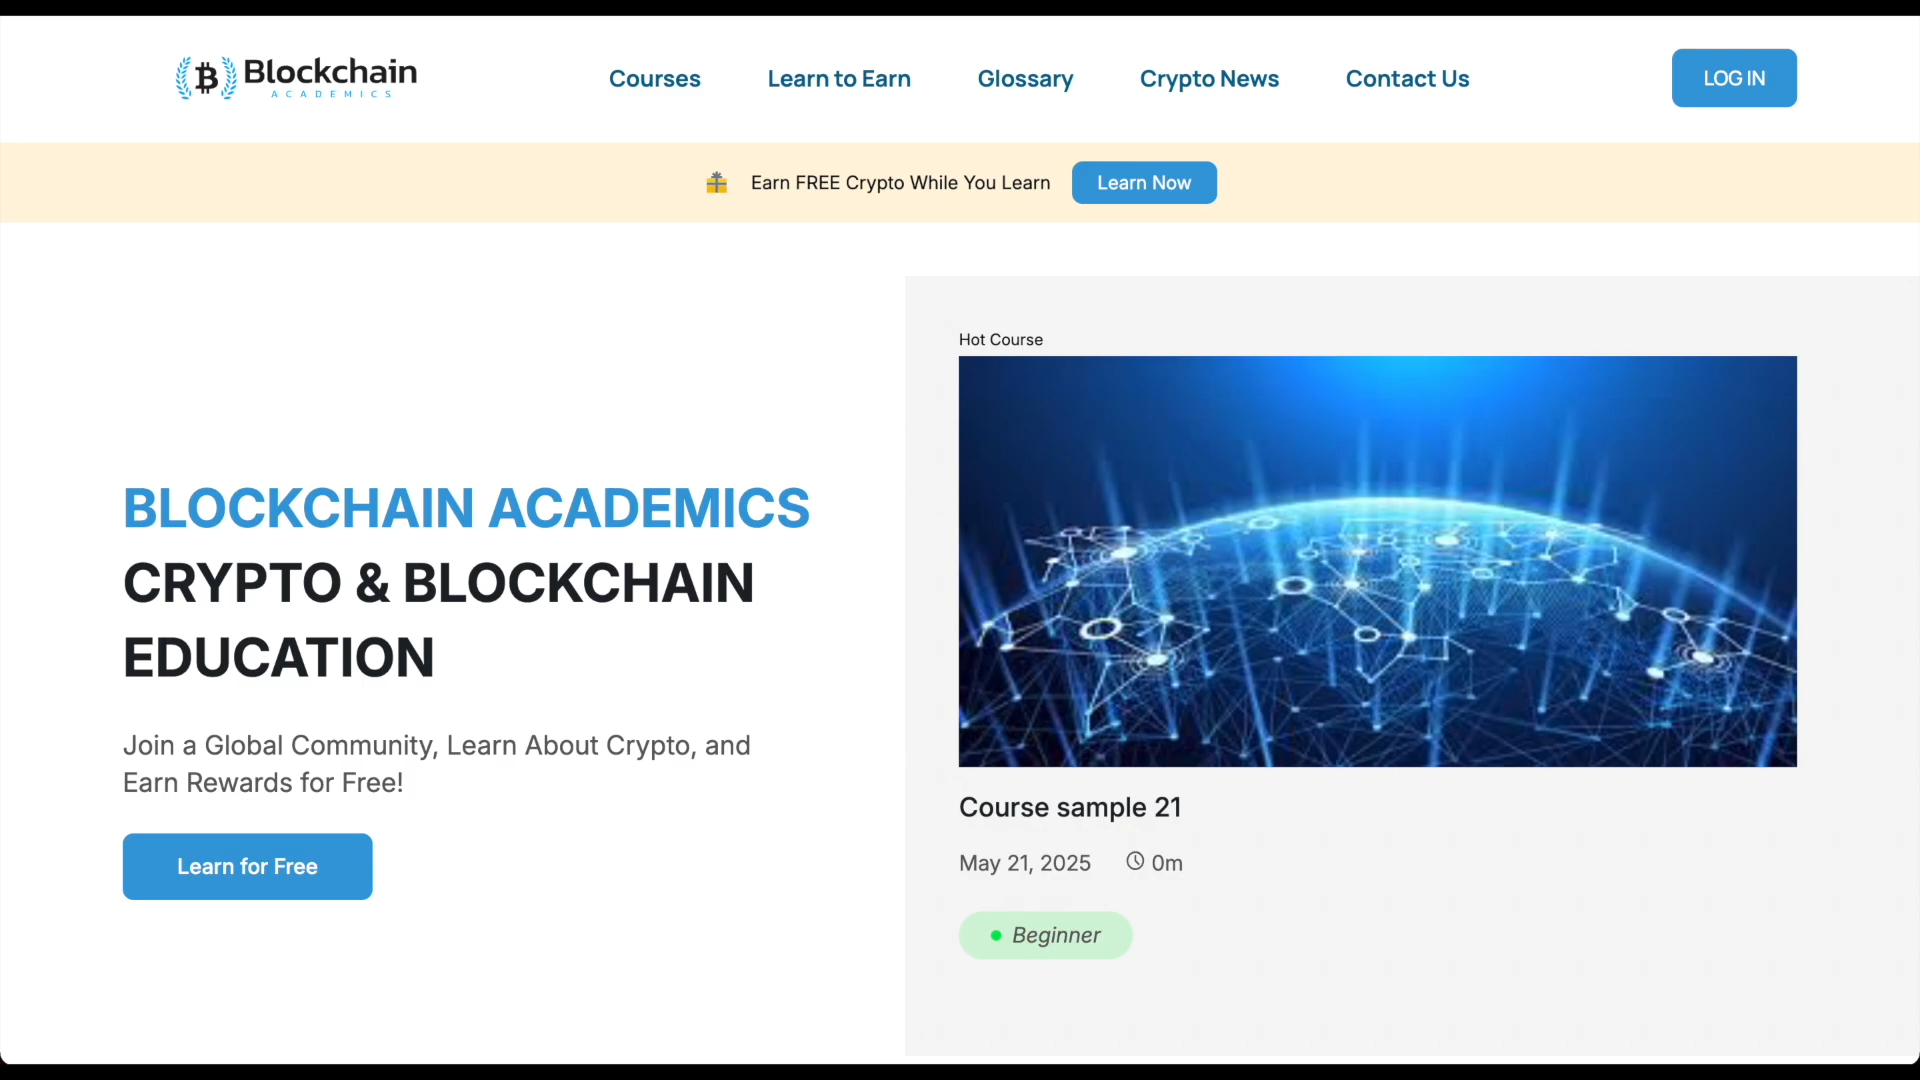 Blockchain
ACADEMICS
Courses
Learn to Earn
Glossary
Crypto News
Contact Us
LOG IN
Earn FREE Crypto While You Learn
Learn Now
BLOCKCHAIN ACADEMICS
CRYPTO & BLOCKCHAIN
EDUCATION
Join a Global Community, Learn About Crypto, and
Earn Rewards for Free!
Learn for Free
Hot Course
Course sample 21
May 21, 2025
0m
Beginner